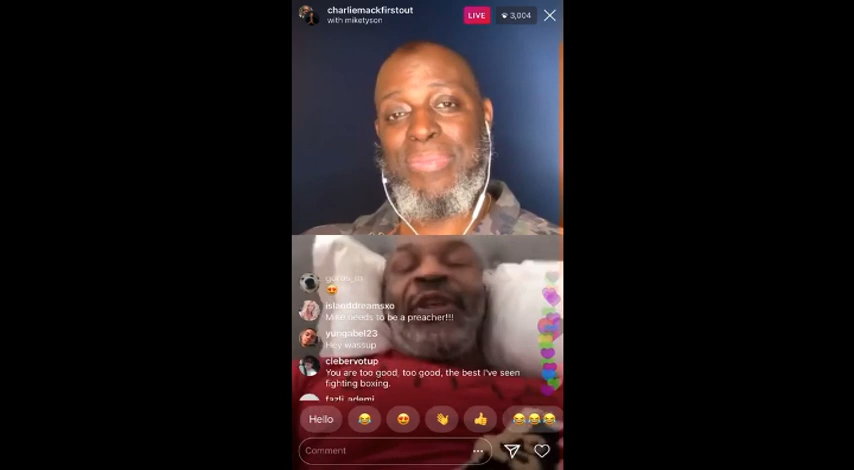 charliemackfirstout
with miketyson
LIVE
3,004
islanddreamsxo
Mike needs to be a preacher!!!
yungabel23
Hey wassup
clebervotup
You are too good, too good, the best I've seen
fighting boxing.
fazli_ademi
Hello
Comment